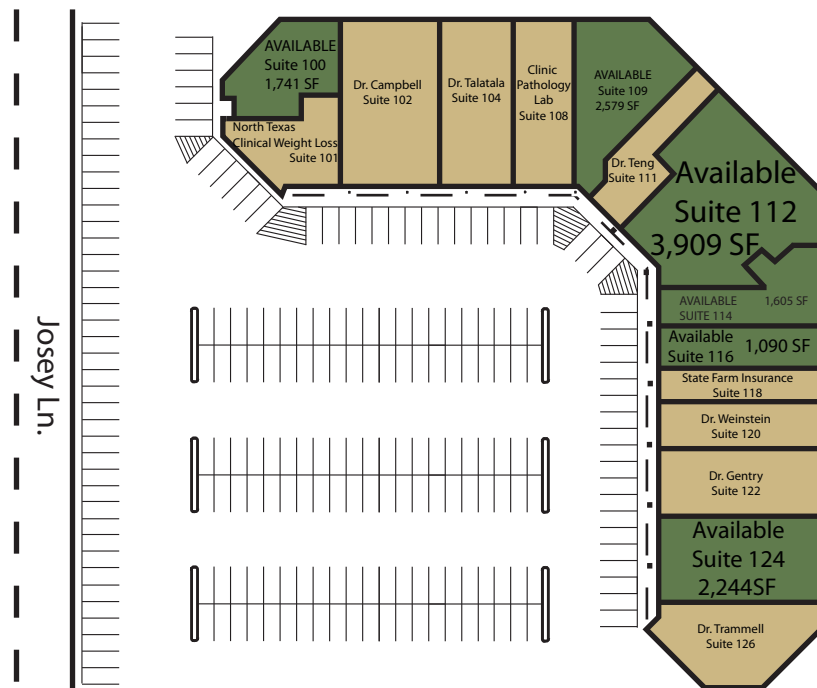 AVAILABLE
Suite 100
1,741 SF
North Texas
Clinical Weight Loss
Suite 101
Dr. Campbell
Suite 102
Dr. Talatala
Suite 104
Clinic
Pathology
Lab
Suite 108
AVAILABLE
Suite 109
2,579 SF
Dr. Teng
Suite 111
Available
Suite 112
3,909 SF
AVAILABLE 1,605 SF
SUITE 114
Available 1,090 SF
Suite 116
State Farm Insurance
Suite 118
Dr. Weinstein
Suite 120
Dr. Gentry
Suite 122
Available
Suite 124
2,244SF
Dr. Trammell
Suite 126
Josey Ln.